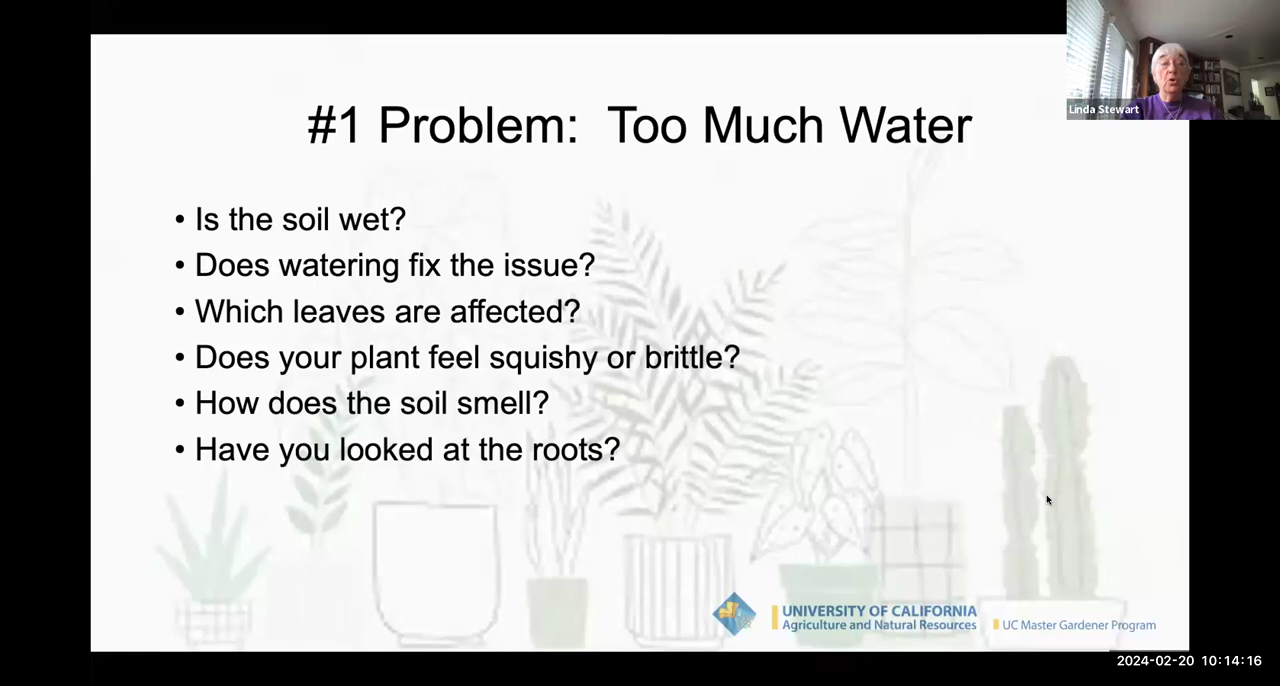 Linda Stewart
#1 Problem: Too Much Water
• Is the soil wet?
• Does watering fix the issue?
• Which leaves are affected?
• Does your plant feel squishy or brittle?
• How does the soil smell?
• Have you looked at the roots?
UNIVERSITY OF CALIFORNIA
Agriculture and Natural Resources
UC Master Gardener Program
2024-02-20 10:14:16